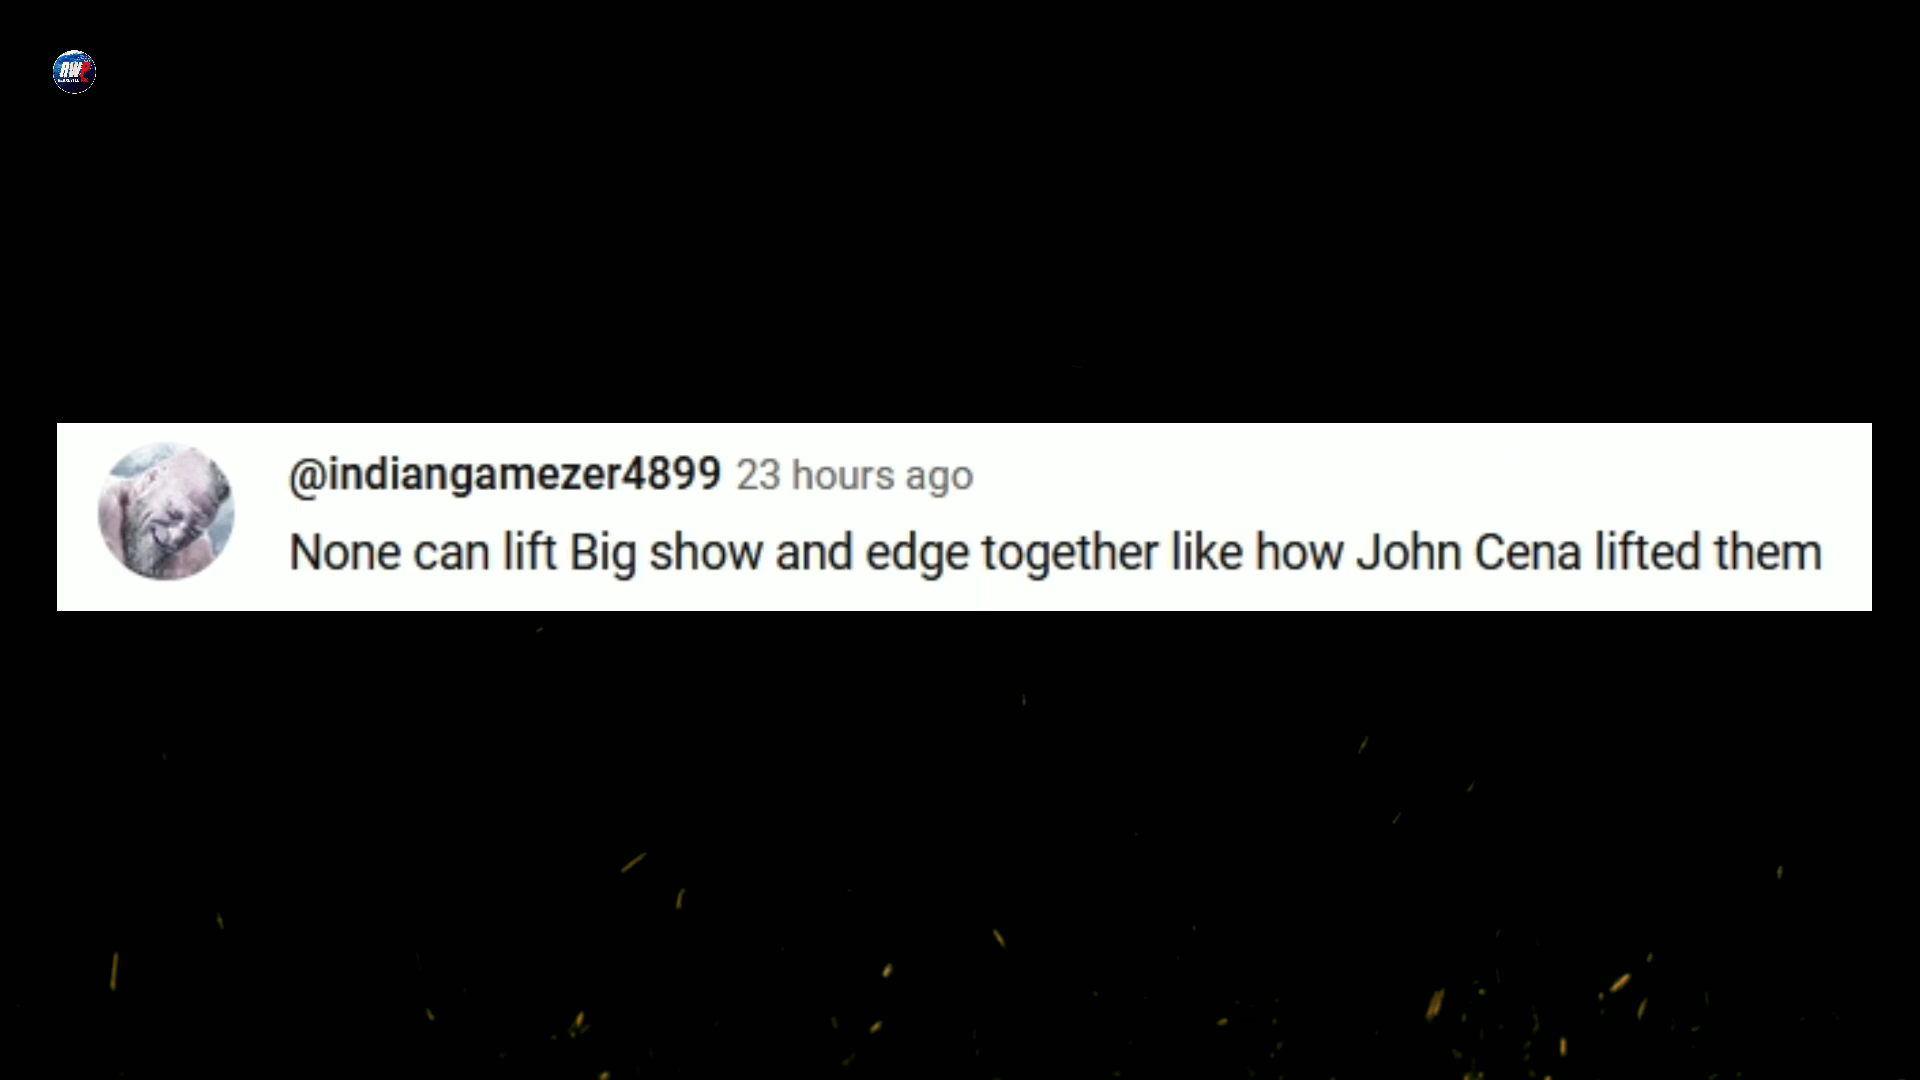 @indiangamezer4899 23 hours ago
None can lift Big show and edge together like how John Cena lifted them